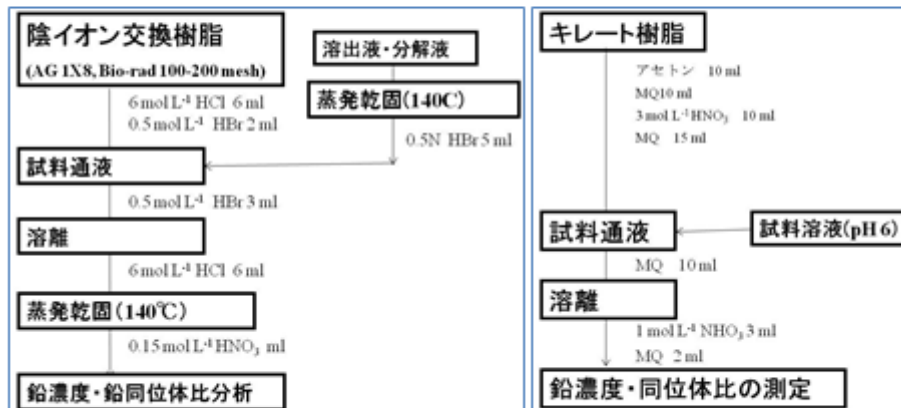 陰イオン交換樹脂
(AG 1X8, Bio-rad 100-200 mesh)
6 mol L-1 HCl 6 ml
0.5 mol L-1 HBr 2 ml
溶出液・分解液
蒸発乾固(140C)
0.5N HBr 5 ml
試料通液
0.5 mol L-1 HBr 3 ml
溶離
6 mol L-1 HCl 6 ml
蒸発乾固(140℃)
0.15 mol L-1 HNO3 ml
鉛濃度・鉛同位体比分析
キレート樹脂
アセトン 10 ml
MQ10 ml
3 mol L-1 HNO3 10 ml
MQ 15 ml
試料通液
試料溶液(pH 6)
MQ 10 ml
溶離
1 mol L-1 NHO3 3 ml
MQ 2 ml
鉛濃度・同位体比の測定